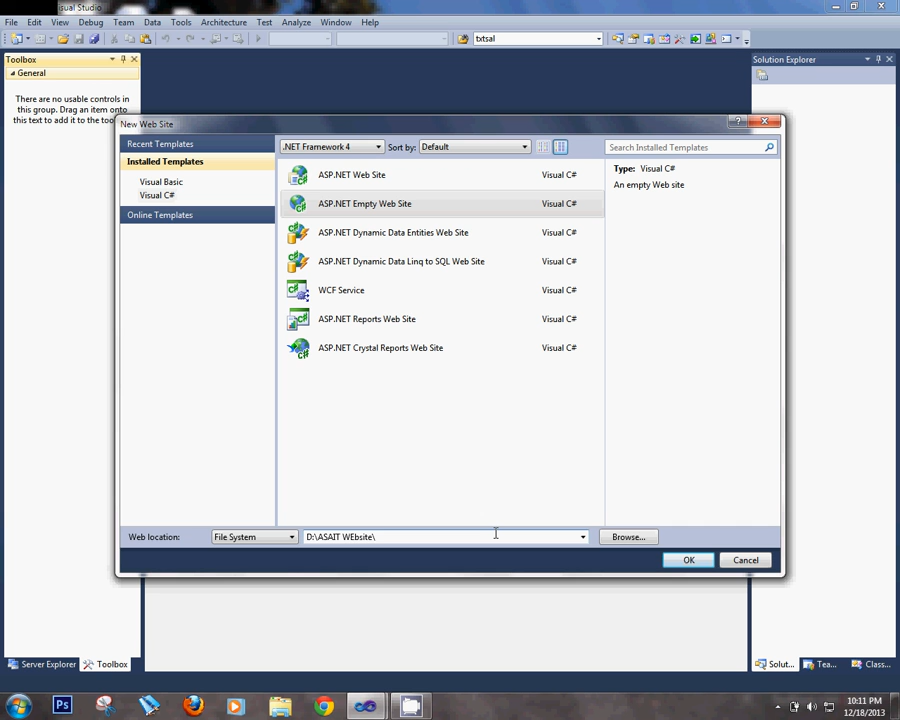 isual Studio
File Edit View Debug Team Data Tools Architecture Test Analyze Window Help
txtsal
Toolbox
General
There are no usable controls in
this group. Drag an item onto
this text to add it to the too
Solution Explorer
New Web Site
Recent Templates
Installed Templates
Visual Basic
Visual C#
Online Templates
.NET Framework 4 Sort by: Default
ASP.NET Web Site Visual C#
ASP.NET Empty Web Site Visual C#
ASP.NET Dynamic Data Entities Web Site Visual C#
ASP.NET Dynamic Data Linq to SQL Web Site Visual C#
WCF Service Visual C#
ASP.NET Reports Web Site Visual C#
ASP.NET Crystal Reports Web Site Visual C#
Search Installed Templates
Type: Visual C#
An empty Web site
Web location: File System D:\ASAIT WEbsite\ Browse...
OK Cancel
Server Explorer Toolbox
Solut... Tea... Class...
Ps
10:11 PM
12/18/2013